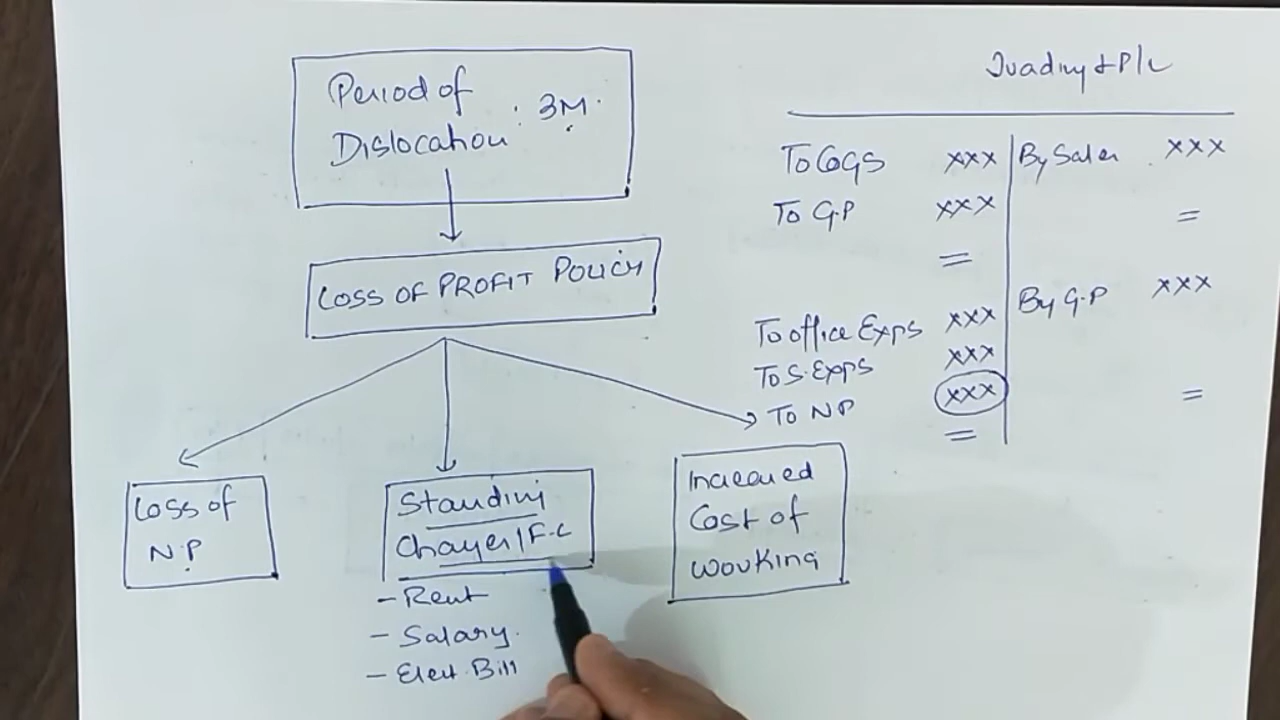 Period of
Dislocation : 3M.
LOSS OF PROFIT POLICY
Loss of
N.P
Standing
Charges/F.C
- Rent
- Salary.
- Elect. Bill
Increased
Cost of
Working
Trading & P/L
To COGS xxx By Sales xxx
To G.P xxx =
=
By G.P xxx
To office Exps xxx
To S. Exps xxx
To NP xxx =
=